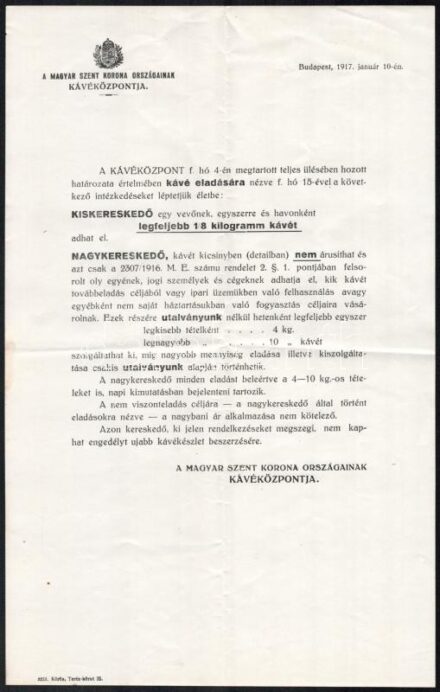 A MAGYAR SZENT KORONA ORSZÁGAINAK
KÁVÉKÖZPONTJA.
Budapest, 1917. január 10-én.
A KÁVÉKÖZPONT f. hó 4-én megtartott teljes ülésében hozott
határozata értelmében kávé eladására nézve f. hó 15-ével a követ-
kező intézkedéseket léptetjük életbe:
KISKERESKEDŐ egy vevőnek, egyszerre és havonként
legfeljebb 1/8 kilogramm kávét
adhat el.
NAGYKERESKEDŐ, kávét kicsinyben (detailban) nem árusíthat és
azt csak a 2307/1916. M. E. számu rendelet 2. §. 1. pontjában felso-
rolt oly egyének, jogi személyek és cégeknek adhatja el, kik kávét
továbbeladás céljából vagy ipari üzemükben való felhasználás avagy
egyébként nem saját háztartásukban való fogyasztás céljaira vásá-
rolnak. Ezek részére utalványunk nélkül hetenként legfeljebb egyszer
legkisebb tételként . . . . 4 kg.
legnagyobb „ . . . . 10 „ kávét
szolgáltathat ki, míg nagyobb mennyiség eladása illetve kiszolgálta-
tása csakis utalványunk alapján történhetik.
A nagykereskedő minden eladást beleértve a 4—10 kg.-os téte-
leket is, napi kimutatásban bejelenteni tartozik.
A nem viszonteladás céljára — a nagykereskedő által történt
eladásokra nézve — a nagybani ár alkalmazása nem kötelező.
Azon kereskedő, ki jelen rendelkezéseket megszegi, nem kap-
hat engedélyt ujabb kávékészlet beszerzésére.
A MAGYAR SZENT KORONA ORSZÁGAINAK
KÁVÉKÖZPONTJA.
Márta, Teréz-körut 35.